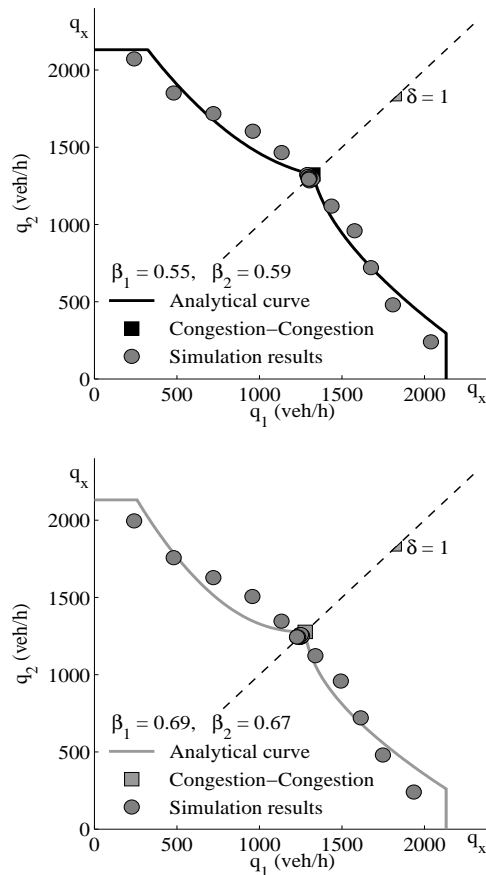 q_x
2000
1500
1000
500
0
q_2 (veh/h)
δ = 1
β_1 = 0.55, β_2 = 0.59
Analytical curve
Congestion−Congestion
Simulation results
0 500 1000 1500 2000 q_x
q_1 (veh/h)
q_x
2000
1500
1000
500
0
q_2 (veh/h)
δ = 1
β_1 = 0.69, β_2 = 0.67
Analytical curve
Congestion−Congestion
Simulation results
0 500 1000 1500 2000 q_x
q_1 (veh/h)